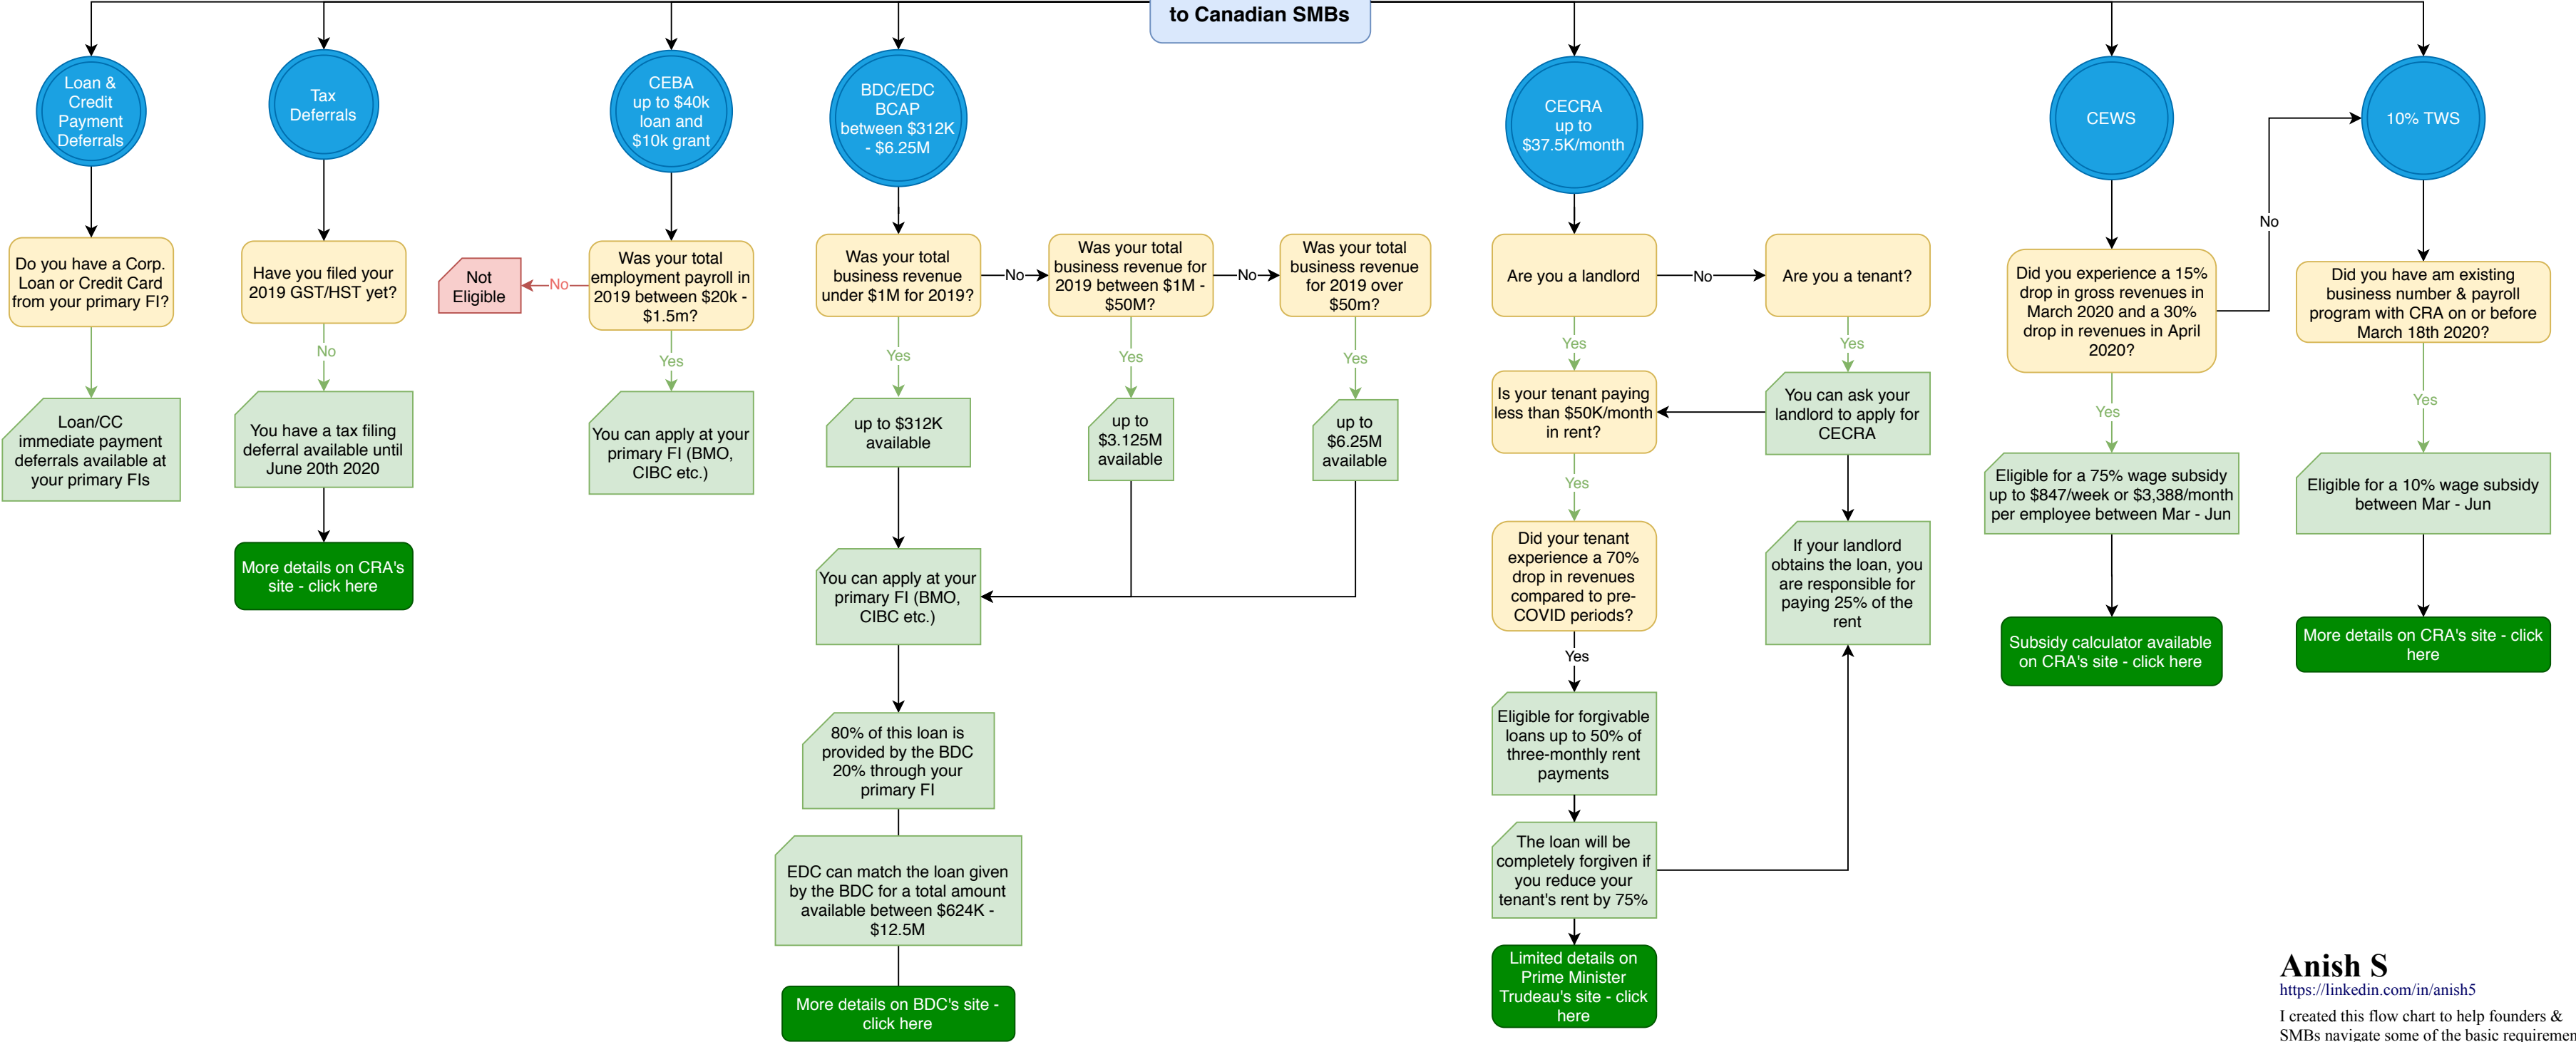 to Canadian SMBs
Loan &
Credit
Payment
Deferrals
Do you have a Corp.
Loan or Credit Card
from your primary FI?
Loan/CC
immediate payment
deferrals available at
your primary FIs
Tax
Deferrals
Have you filed your
2019 GST/HST yet?
No
You have a tax filing
deferral available until
June 20th 2020
More details on CRA's
site - click here
CEBA
up to $40k
loan and
$10k grant
Was your total
employment payroll in
2019 between $20k -
$1.5m?
No
Not
Eligible
Yes
You can apply at your
primary FI (BMO,
CIBC etc.)
BDC/EDC
BCAP
between $312K
- $6.25M
Was your total
business revenue
under $1M for 2019?
No
Was your total
business revenue for
2019 between $1M -
$50M?
No
Was your total
business revenue
for 2019 over
$50m?
Yes
Yes
Yes
up to $312K
available
up to
$3.125M
available
up to
$6.25M
available
You can apply at your
primary FI (BMO,
CIBC etc.)
80% of this loan is
provided by the BDC
20% through your
primary FI
EDC can match the loan given
by the BDC for a total amount
available between $624K -
$12.5M
More details on BDC's site -
click here
CECRA
up to
$37.5K/month
Are you a landlord
No
Are you a tenant?
Yes
Yes
Is your tenant paying
less than $50K/month
in rent?
You can ask your
landlord to apply for
CECRA
Yes
Did your tenant
experience a 70%
drop in revenues
compared to pre-
COVID periods?
If your landlord
obtains the loan, you
are responsible for
paying 25% of the
rent
Yes
Eligible for forgivable
loans up to 50% of
three-monthly rent
payments
The loan will be
completely forgiven if
you reduce your
tenant's rent by 75%
Limited details on
Prime Minister
Trudeau's site - click
here
CEWS
Did you experience a 15%
drop in gross revenues in
March 2020 and a 30%
drop in revenues in April
2020?
No
Yes
Eligible for a 75% wage subsidy
up to $847/week or $3,388/month
per employee between Mar - Jun
Subsidy calculator available
on CRA's site - click here
10% TWS
Did you have am existing
business number & payroll
program with CRA on or before
March 18th 2020?
Yes
Eligible for a 10% wage subsidy
between Mar - Jun
More details on CRA's site - click
here
Anish S
https://linkedin.com/in/anish5
I created this flow chart to help founders &
SMBs navigate some of the basic requiremen